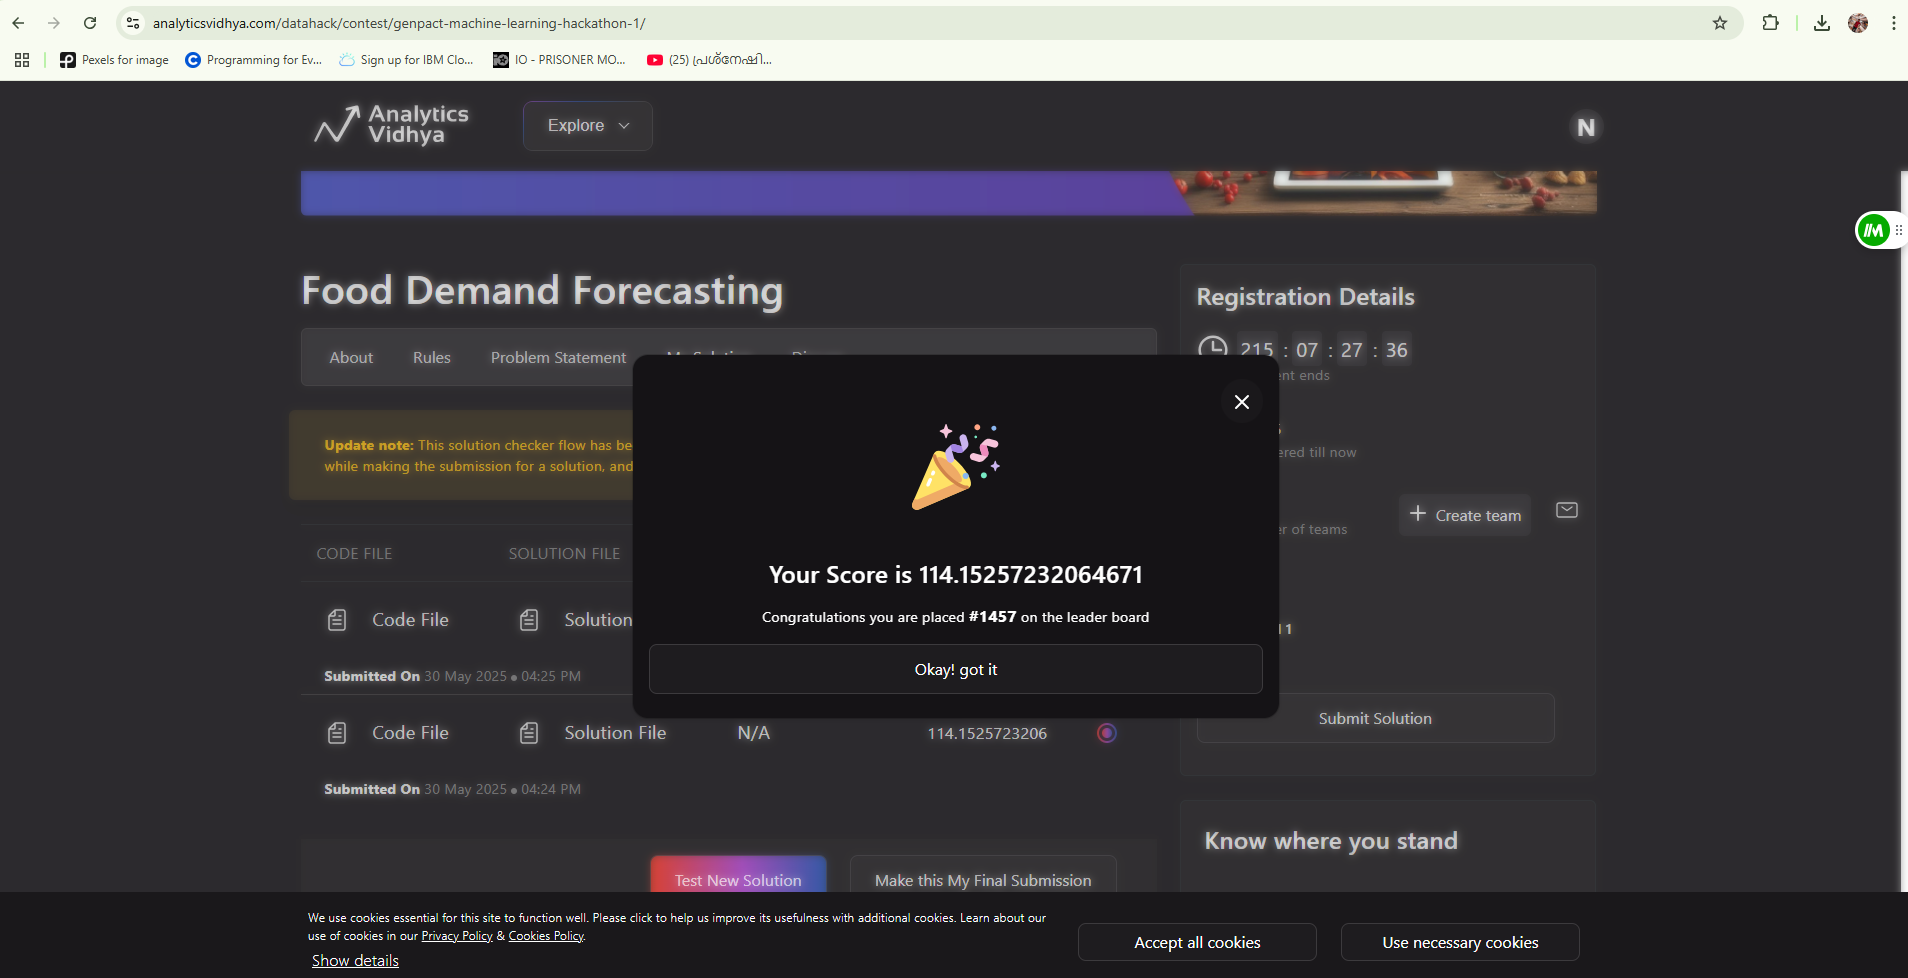 analyticsvidhya.com/datahack/contest/genpact-machine-learning-hackathon-1/
Pexels for image
Programming for Ev...
Sign up for IBM Clo...
IO - PRISONER MO...
(25) പ്രശ്നേഷി...
Analytics
Vidhya
Explore
N
Food Demand Forecasting
About Rules Problem Statement
Update note: This solution checker flow has be
while making the submission for a solution, and
CODE FILE SOLUTION FILE
Code File Solution
Submitted On 30 May 2025 • 04:25 PM
Code File Solution File N/A 114.1525723206
Submitted On 30 May 2025 • 04:24 PM
Test New Solution
Make this My Final Submission
Your Score is 114.15257232064671
Congratulations you are placed #1457 on the leader board
Okay! got it
Registration Details
215 : 07 : 27 : 36
ent ends
ered till now
er of teams
Create team
Submit Solution
Know where you stand
We use cookies essential for this site to function well. Please click to help us improve its usefulness with additional cookies. Learn about our
use of cookies in our Privacy Policy & Cookies Policy.
Show details
Accept all cookies
Use necessary cookies